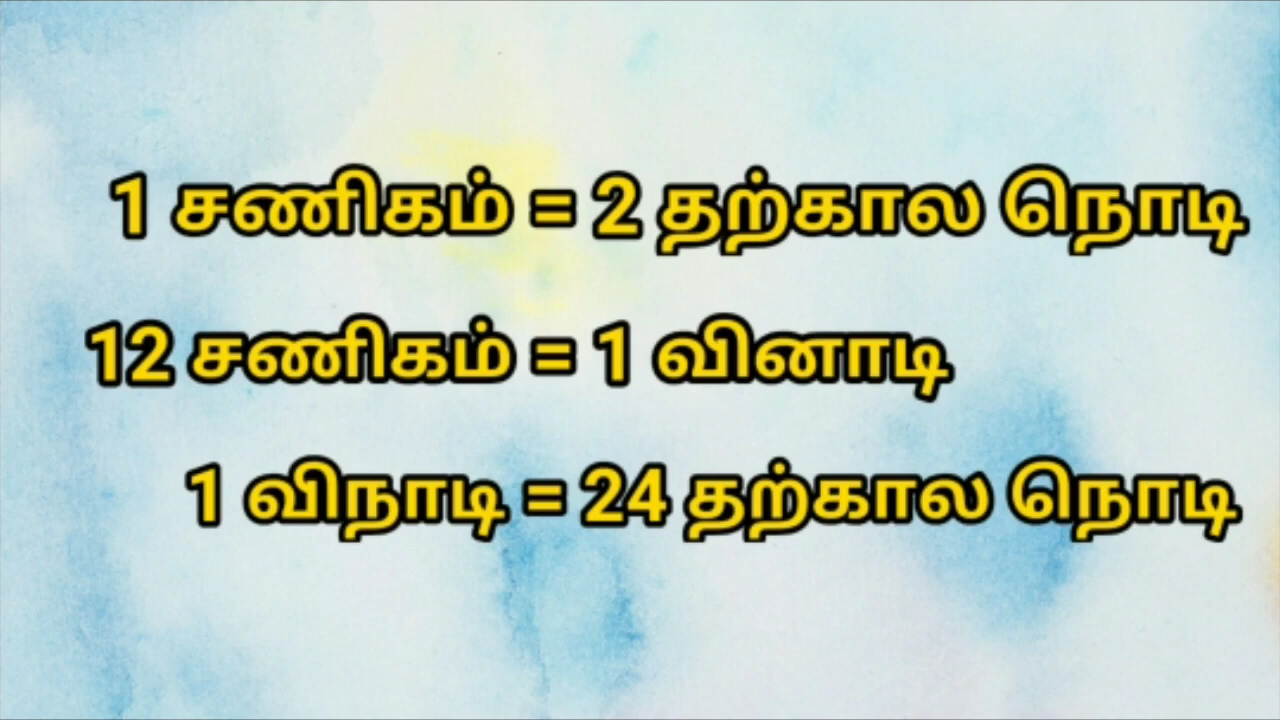 1 சணிகம் = 2 தற்கால நொடி
12 சணிகம் = 1 வினாடி
1 விநாடி = 24 தற்கால நொடி